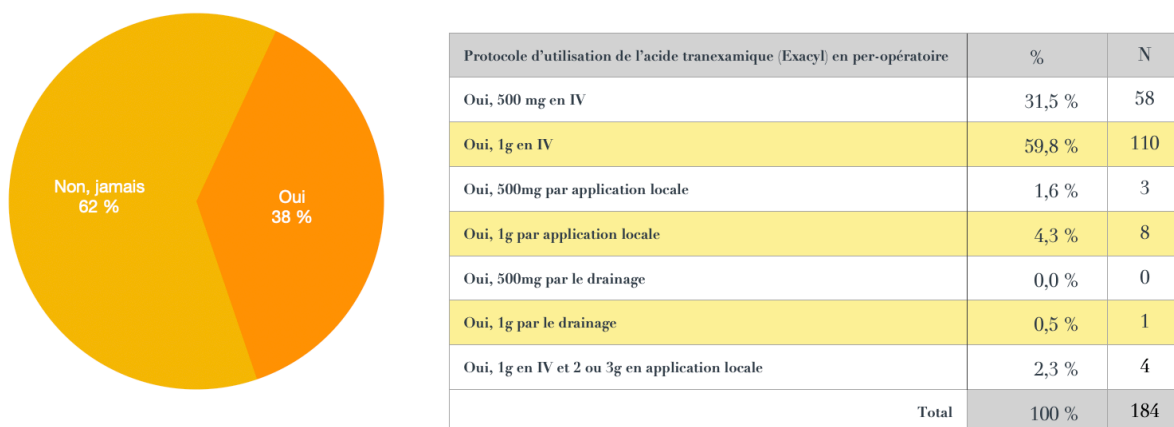 Non, jamais
62 %
Oui
38 %
Protocole d'utilisation de l'acide tranexamique (Exacyl) en per-opératoire % N
Oui, 500 mg en IV 31,5 % 58
Oui, 1g en IV 59,8 % 110
Oui, 500mg par application locale 1,6 % 3
Oui, 1g par application locale 4,3 % 8
Oui, 500mg par le drainage 0,0 % 0
Oui, 1g par le drainage 0,5 % 1
Oui, 1g en IV et 2 ou 3g en application locale 2,3 % 4
Total 100 % 184